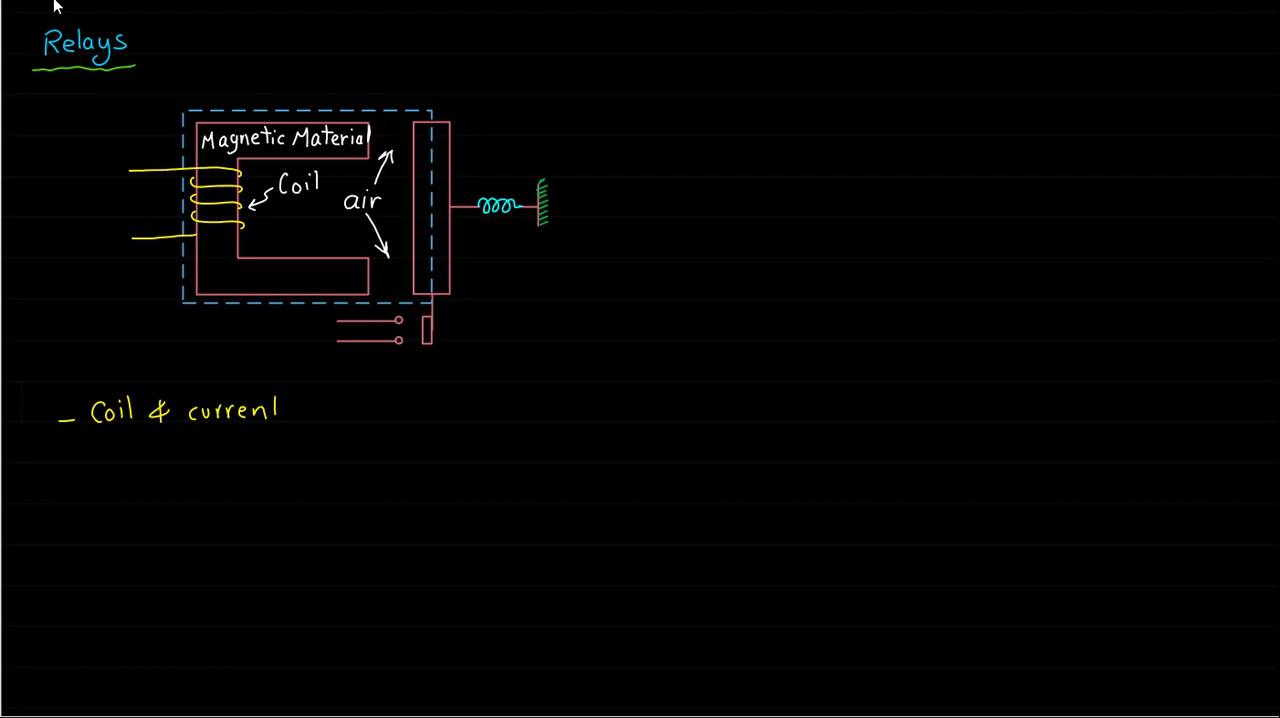 Relays
Magnetic Material
Coil
air
- Coil & current